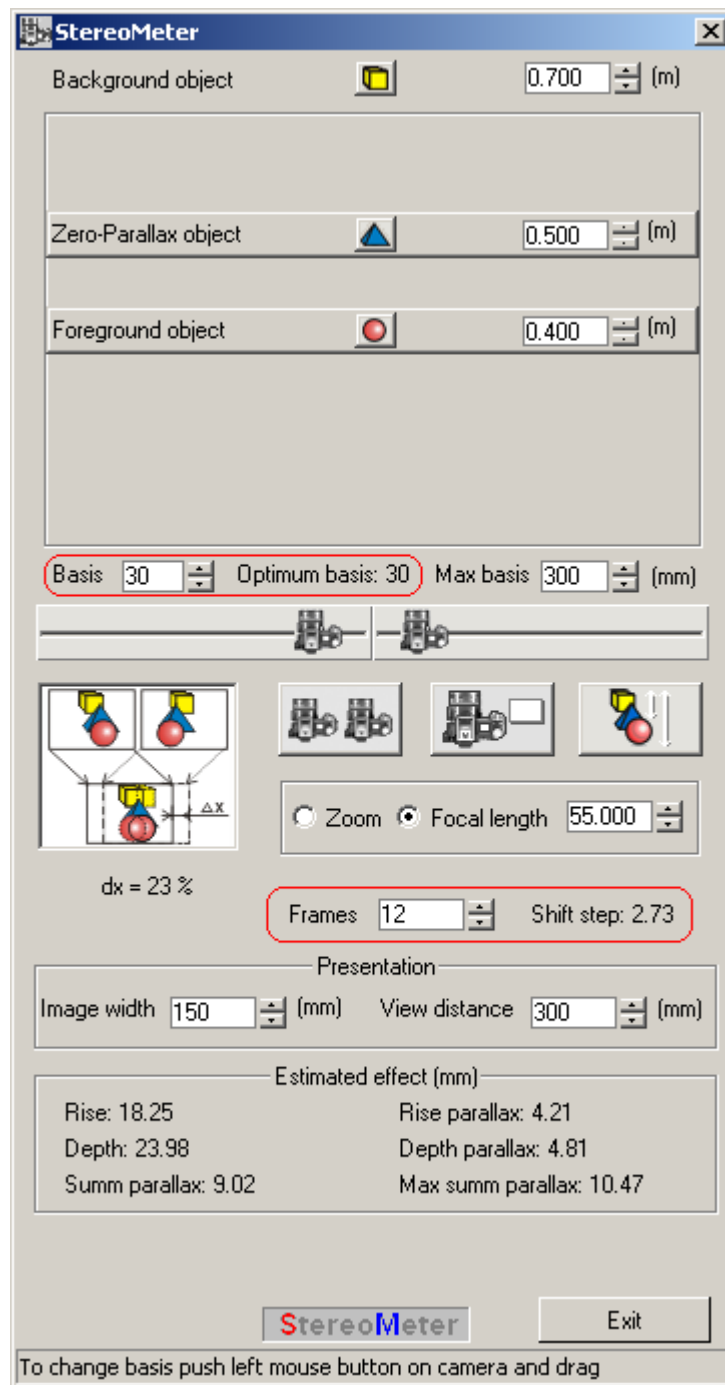 StereoMeter
Background object 0.700 (m)
Zero-Parallax object 0.500 (m)
Foreground object 0.400 (m)
Basis 30 Optimum basis: 30 Max basis 300 (mm)
Δx
Zoom Focal length 55.000
dx = 23 %
Frames 12 Shift step: 2.73
Presentation
Image width 150 (mm) View distance 300 (mm)
Estimated effect (mm)
Rise: 18.25 Rise parallax: 4.21
Depth: 23.98 Depth parallax: 4.81
Summ parallax: 9.02 Max summ parallax: 10.47
StereoMeter Exit
To change basis push left mouse button on camera and drag